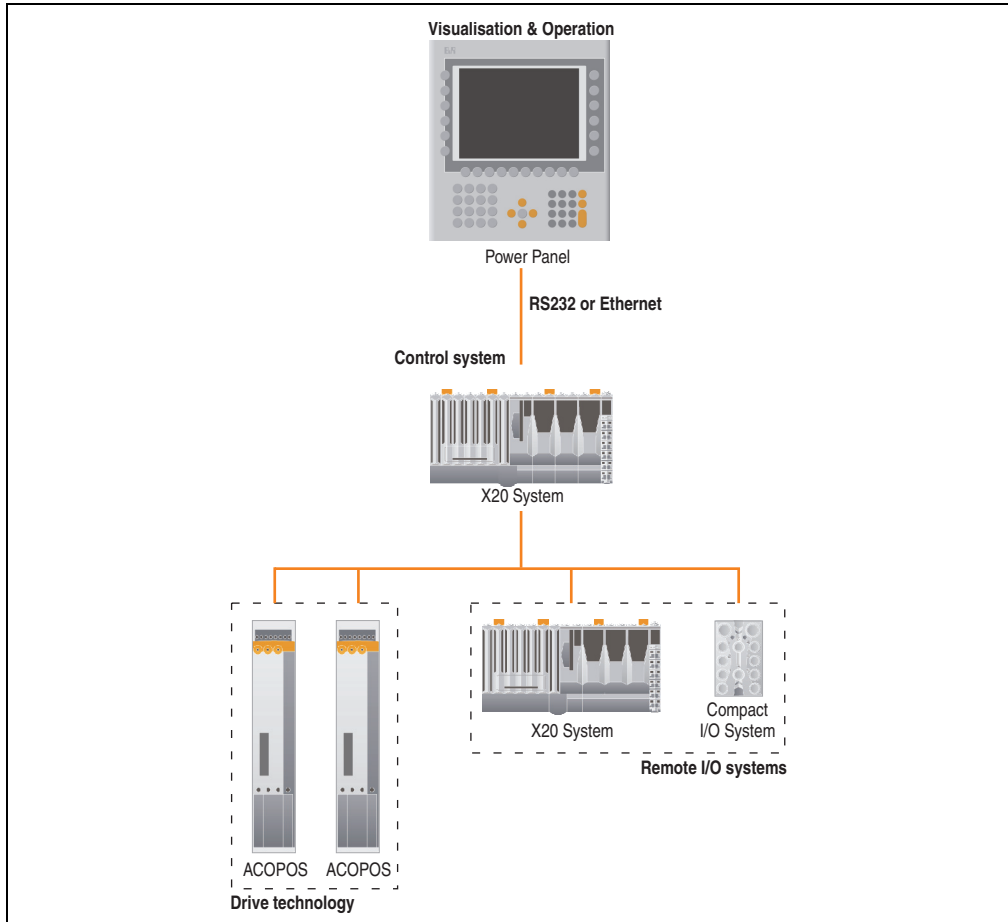 Visualisation & Operation
Power Panel
RS232 or Ethernet
Control system
X20 System
X20 System
Compact
I/O System
Remote I/O systems
ACOPOS
ACOPOS
Drive technology